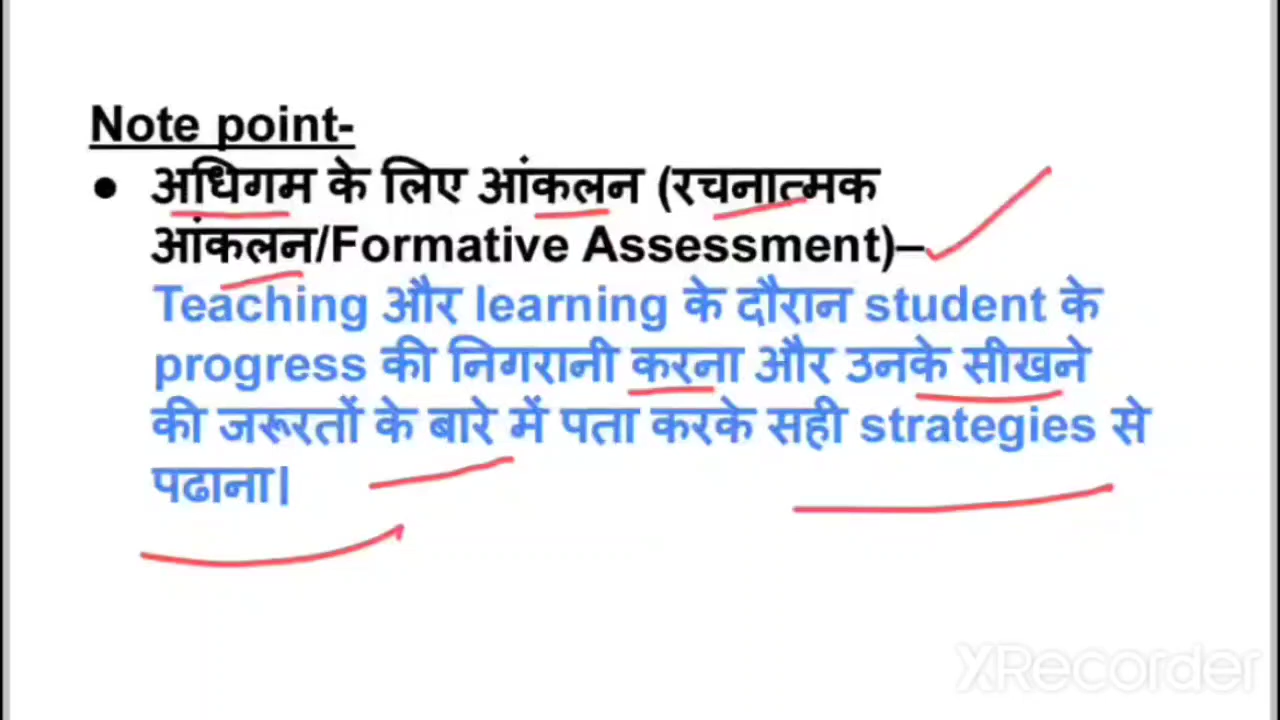 Note point-
● अधिगम के लिए आंकलन (रचनात्मक
आंकलन/Formative Assessment)–
Teaching और learning के दौरान student के
progress की निगरानी करना और उनके सीखने
की जरूरतों के बारे में पता करके सही strategies से
पढाना।
XRecorder